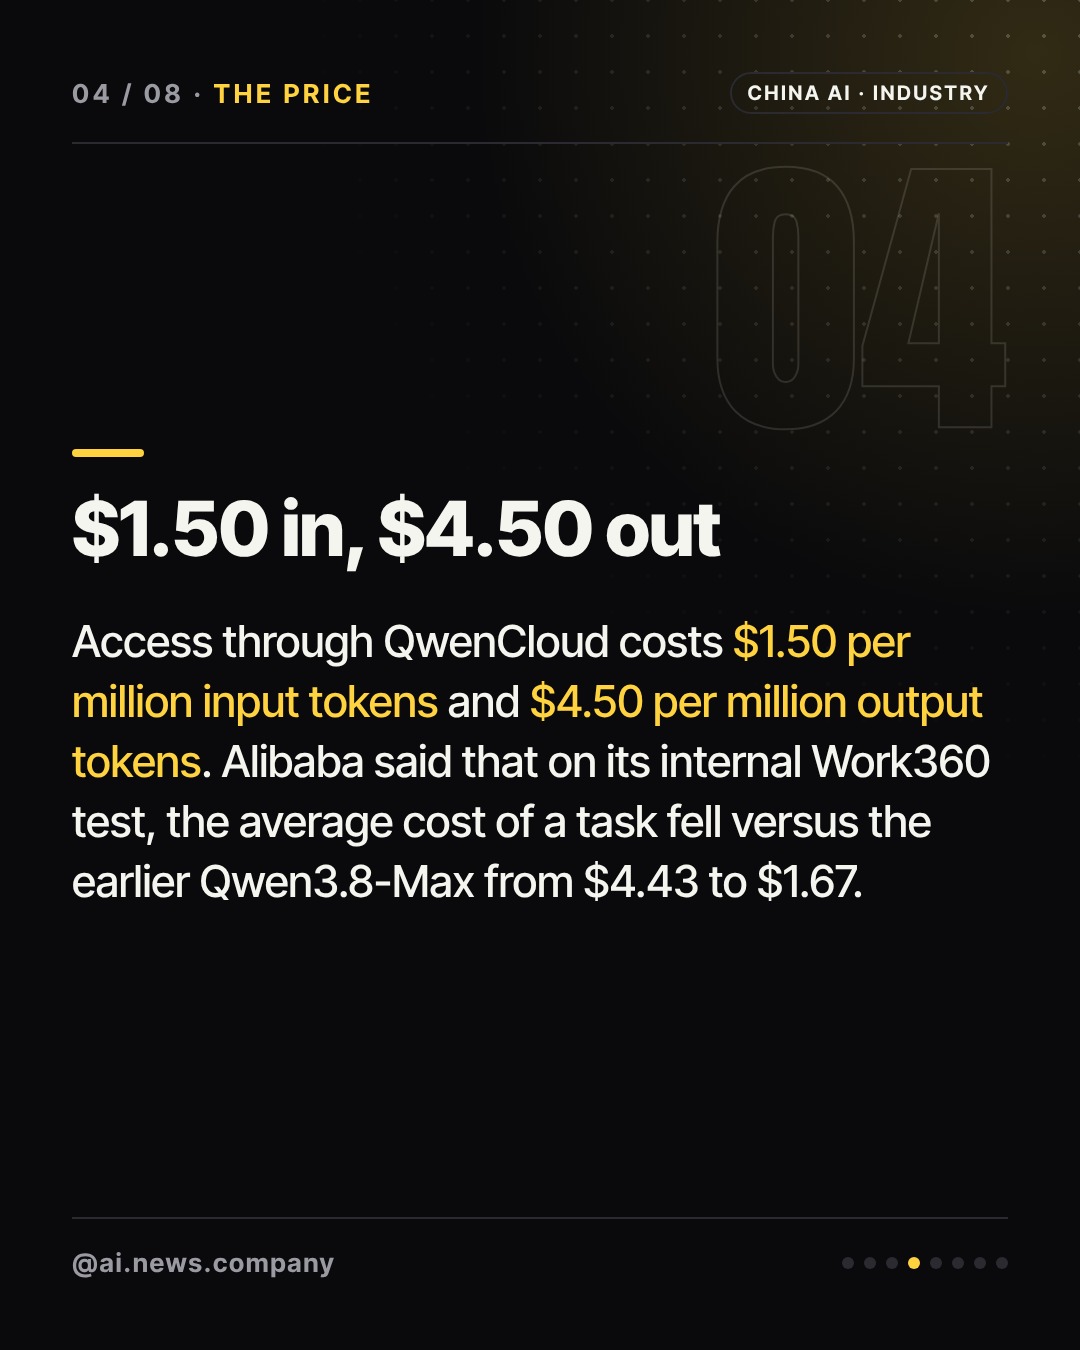 04 / 08 · THE PRICE
CHINA AI · INDUSTRY
04
$1.50 in, $4.50 out
Access through QwenCloud costs $1.50 per
million input tokens and $4.50 per million output
tokens. Alibaba said that on its internal Work360
test, the average cost of a task fell versus the
earlier Qwen3.8-Max from $4.43 to $1.67.
@ai.news.company